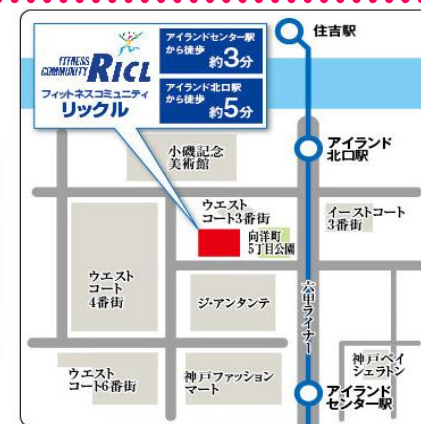 FITNESS
COMMUNITY RICL
フィットネスコミュニティ
リックル
アイランドセンター駅
から徒歩
約3分
アイランド北口駅
から徒歩
約5分
住吉駅
アイランド
北口駅
小磯記念
美術館
ウエスト
コート3番街
向洋町
5丁目公園
イーストコート
3番街
ウエスト
コート
4番街
ジ・アンタンテ
六甲ライナー
ウエスト
コート6番街
神戸ファッション
マート
神戸ベイ
シェラトン
アイランド
センター駅